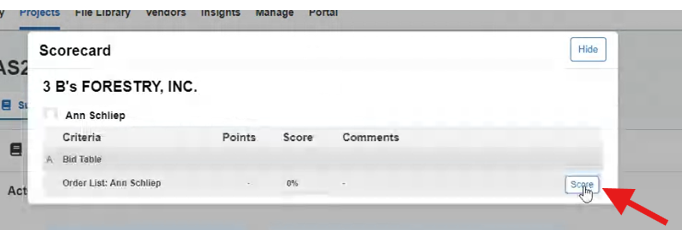 Projects File Library Vendors Insights Manage Portal
Scorecard Hide
AS2
3 B's FORESTRY, INC.
Su
Ann Schliep
Criteria Points Score Comments
A Bid Table
Act Order List: Ann Schliep - 0% - Score